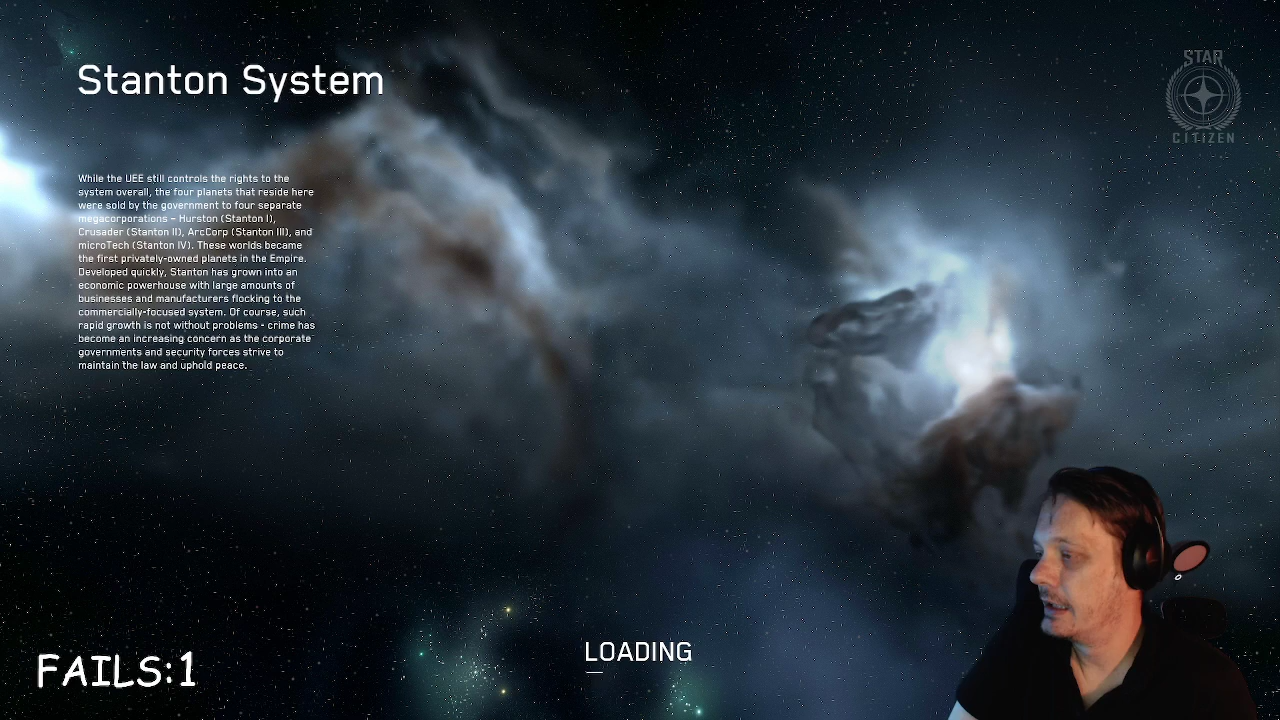 Stanton System
STAR
CITIZEN
While the UEE still controls the rights to the
system overall, the four planets that reside here
were sold by the government to four separate
megacorporations – Hurston (Stanton I),
Crusader (Stanton II), ArcCorp (Stanton III), and
microTech (Stanton IV). These worlds became
the first privately-owned planets in the Empire.
Developed quickly, Stanton has grown into an
economic powerhouse with large amounts of
businesses and manufacturers flocking to the
commercially-focused system. Of course, such
rapid growth is not without problems - crime has
become an increasing concern as the corporate
governments and security forces strive to
maintain the law and uphold peace.
LOADING
FAILS:1